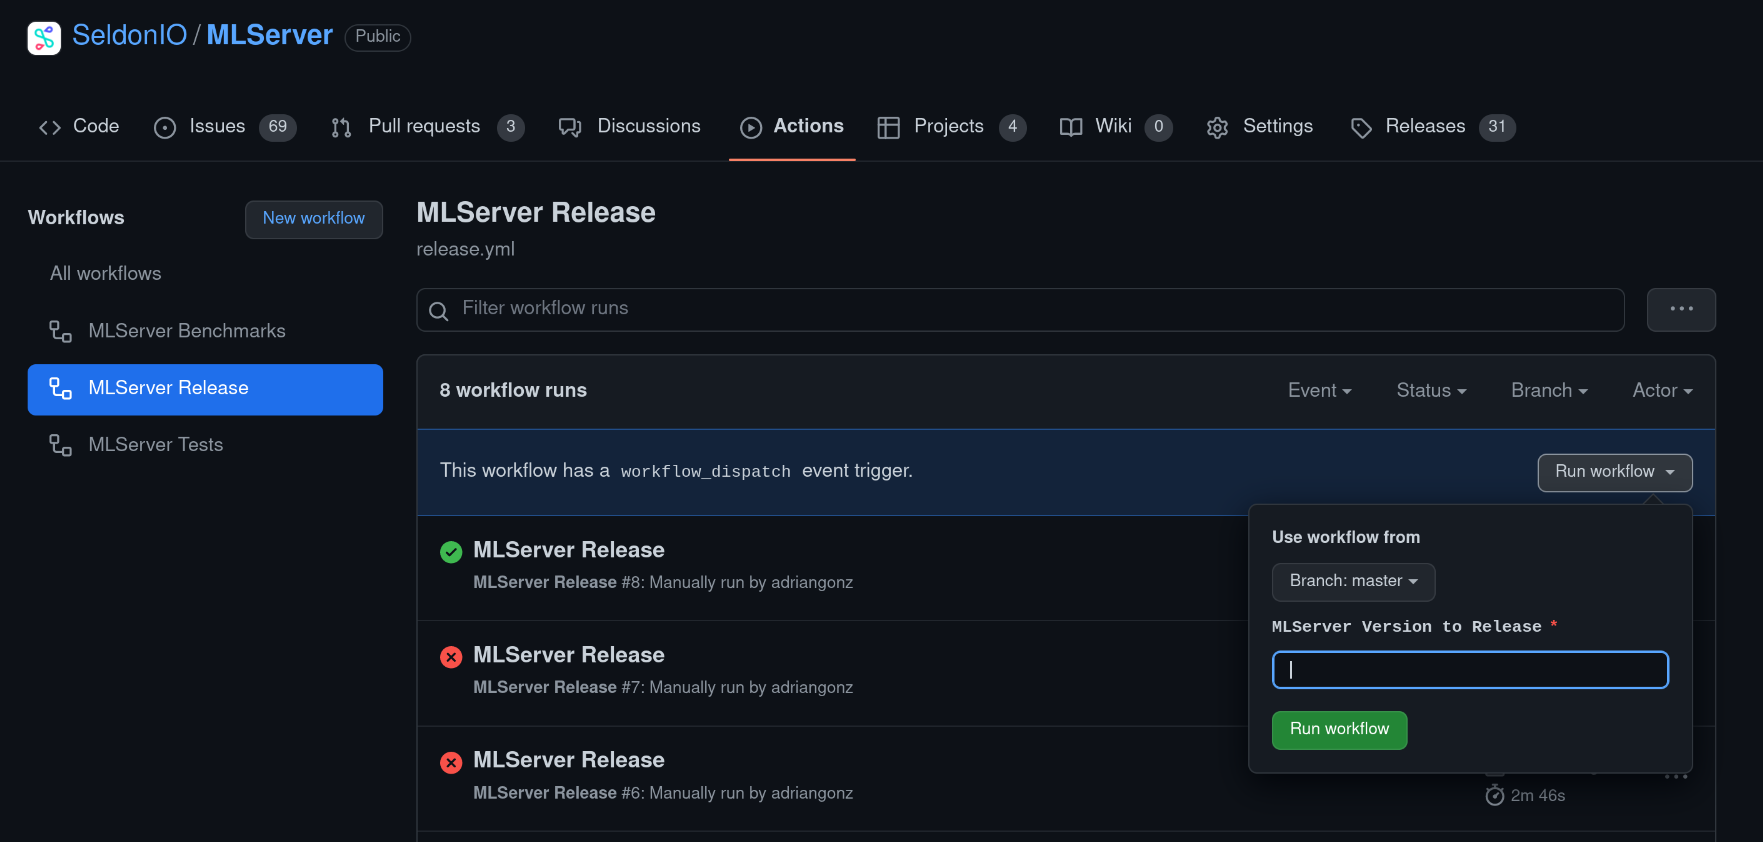 SeldonIO / MLServer Public
Code Issues 69 Pull requests 3 Discussions Actions Projects 4 Wiki 0 Settings Releases 31
Workflows
New workflow
All workflows
MLServer Benchmarks
MLServer Release
MLServer Tests
MLServer Release
release.yml
Filter workflow runs
8 workflow runs
Event Status Branch Actor
This workflow has a workflow_dispatch event trigger.
Run workflow
MLServer Release
MLServer Release #8: Manually run by adriangonz
MLServer Release
MLServer Release #7: Manually run by adriangonz
MLServer Release
MLServer Release #6: Manually run by adriangonz
Use workflow from
Branch: master
MLServer Version to Release *
Run workflow
2m 46s